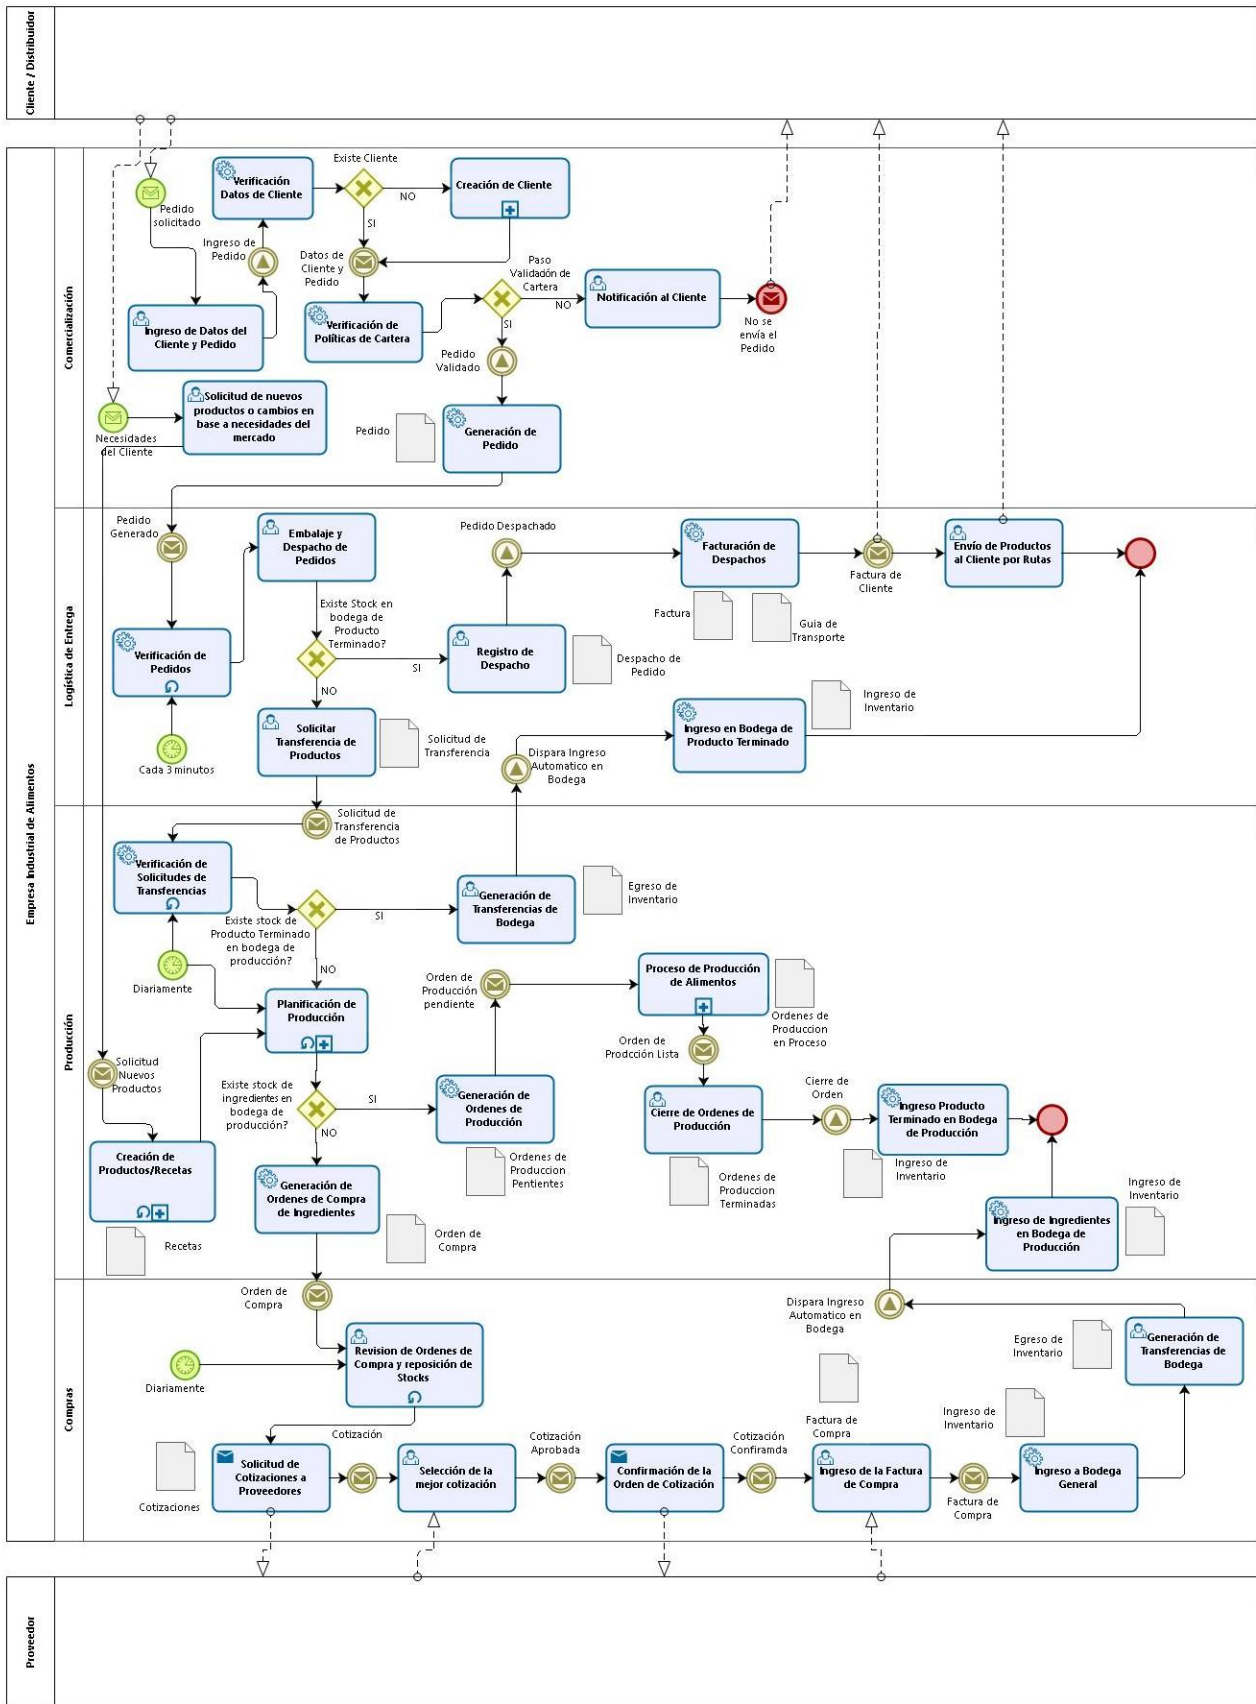 Cliente / Distribuidor
Empresa Industrial de Alimentos
Comercialización
Existe Cliente
Verificación
Datos de Cliente
Creación de Cliente
NO
SI
Pedido
solicitado
Ingreso de
Pedido
Datos de
Cliente y
Pedido
Paso
Validación de
Cartera
Notificación al Cliente
NO
SI
No se
envía el
Pedido
Ingreso de Datos del
Cliente y Pedido
Verificación de
Políticas de Cartera
Pedido
Validado
Solicitud de nuevos
productos o cambios en
base a necesidades del
mercado
Necesidades
del Cliente
Pedido
Generación de
Pedido
Logística de Entrega
Pedido
Generado
Embalaje y
Despacho de
Pedidos
Pedido Despachado
Facturación de
Despachos
Factura de
Cliente
Envío de Productos
al Cliente por Rutas
Factura
Guia de
Transporte
Existe Stock en
bodega de
Producto
Terminado?
Verificación de
Pedidos
SI
NO
Registro de
Despacho
Despacho de
Pedido
Cada 3 minutos
Solicitar
Transferencia de
Productos
Solicitud de
Transferencia
Dispara Ingreso
Automatico en
Bodega
Ingreso en Bodega de
Producto Terminado
Ingreso de
Inventario
Producción
Solicitud de
Transferencia
de Productos
Verificación de
Solicitudes de
Transferencias
Existe stock de
Producto Terminado
en bodega de
producción?
SI
NO
Generación de
Transferencias de
Bodega
Egreso de
Inventario
Diariamente
Planificación de
Producción
Orden de
Producción
pendiente
Proceso de Producción
de Alimentos
Ordenes de
Produccion
en Proceso
Orden de
Prodcción Lista
Solicitud
Nuevos
Productos
Existe stock de
ingredientes en
bodega de
producción?
SI
NO
Generación de
Ordenes de
Producción
Ordenes de
Produccion
Pentientes
Cierre de Ordenes de
Producción
Ordenes de
Produccion
Terminadas
Cierre de
Orden
Ingreso Producto
Terminado en Bodega
de Producción
Ingreso de
Inventario
Creación de
Productos/Recetas
Recetas
Generación de
Ordenes de Compra
de Ingredientes
Orden de
Compra
Ingreso de
Inventario
Ingreso de Ingredientes
en Bodega de
Producción
Compras
Orden de
Compra
Dispara Ingreso
Automatico en
Bodega
Revision de Ordenes de
Compra y reposición de
Stocks
Diariamente
Egreso de
Inventario
Generación de
Transferencias de
Bodega
Cotizaciones
Solicitud de
Cotizaciones a
Proveedores
Cotización
Selección de la
mejor cotización
Cotización
Aprobada
Confirmación de la
Orden de Cotización
Cotización
Confiramda
Factura de
Compra
Ingreso de la Factura
de Compra
Factura de
Compra
Ingreso de
Inventario
Ingreso a Bodega
General
Proveedor